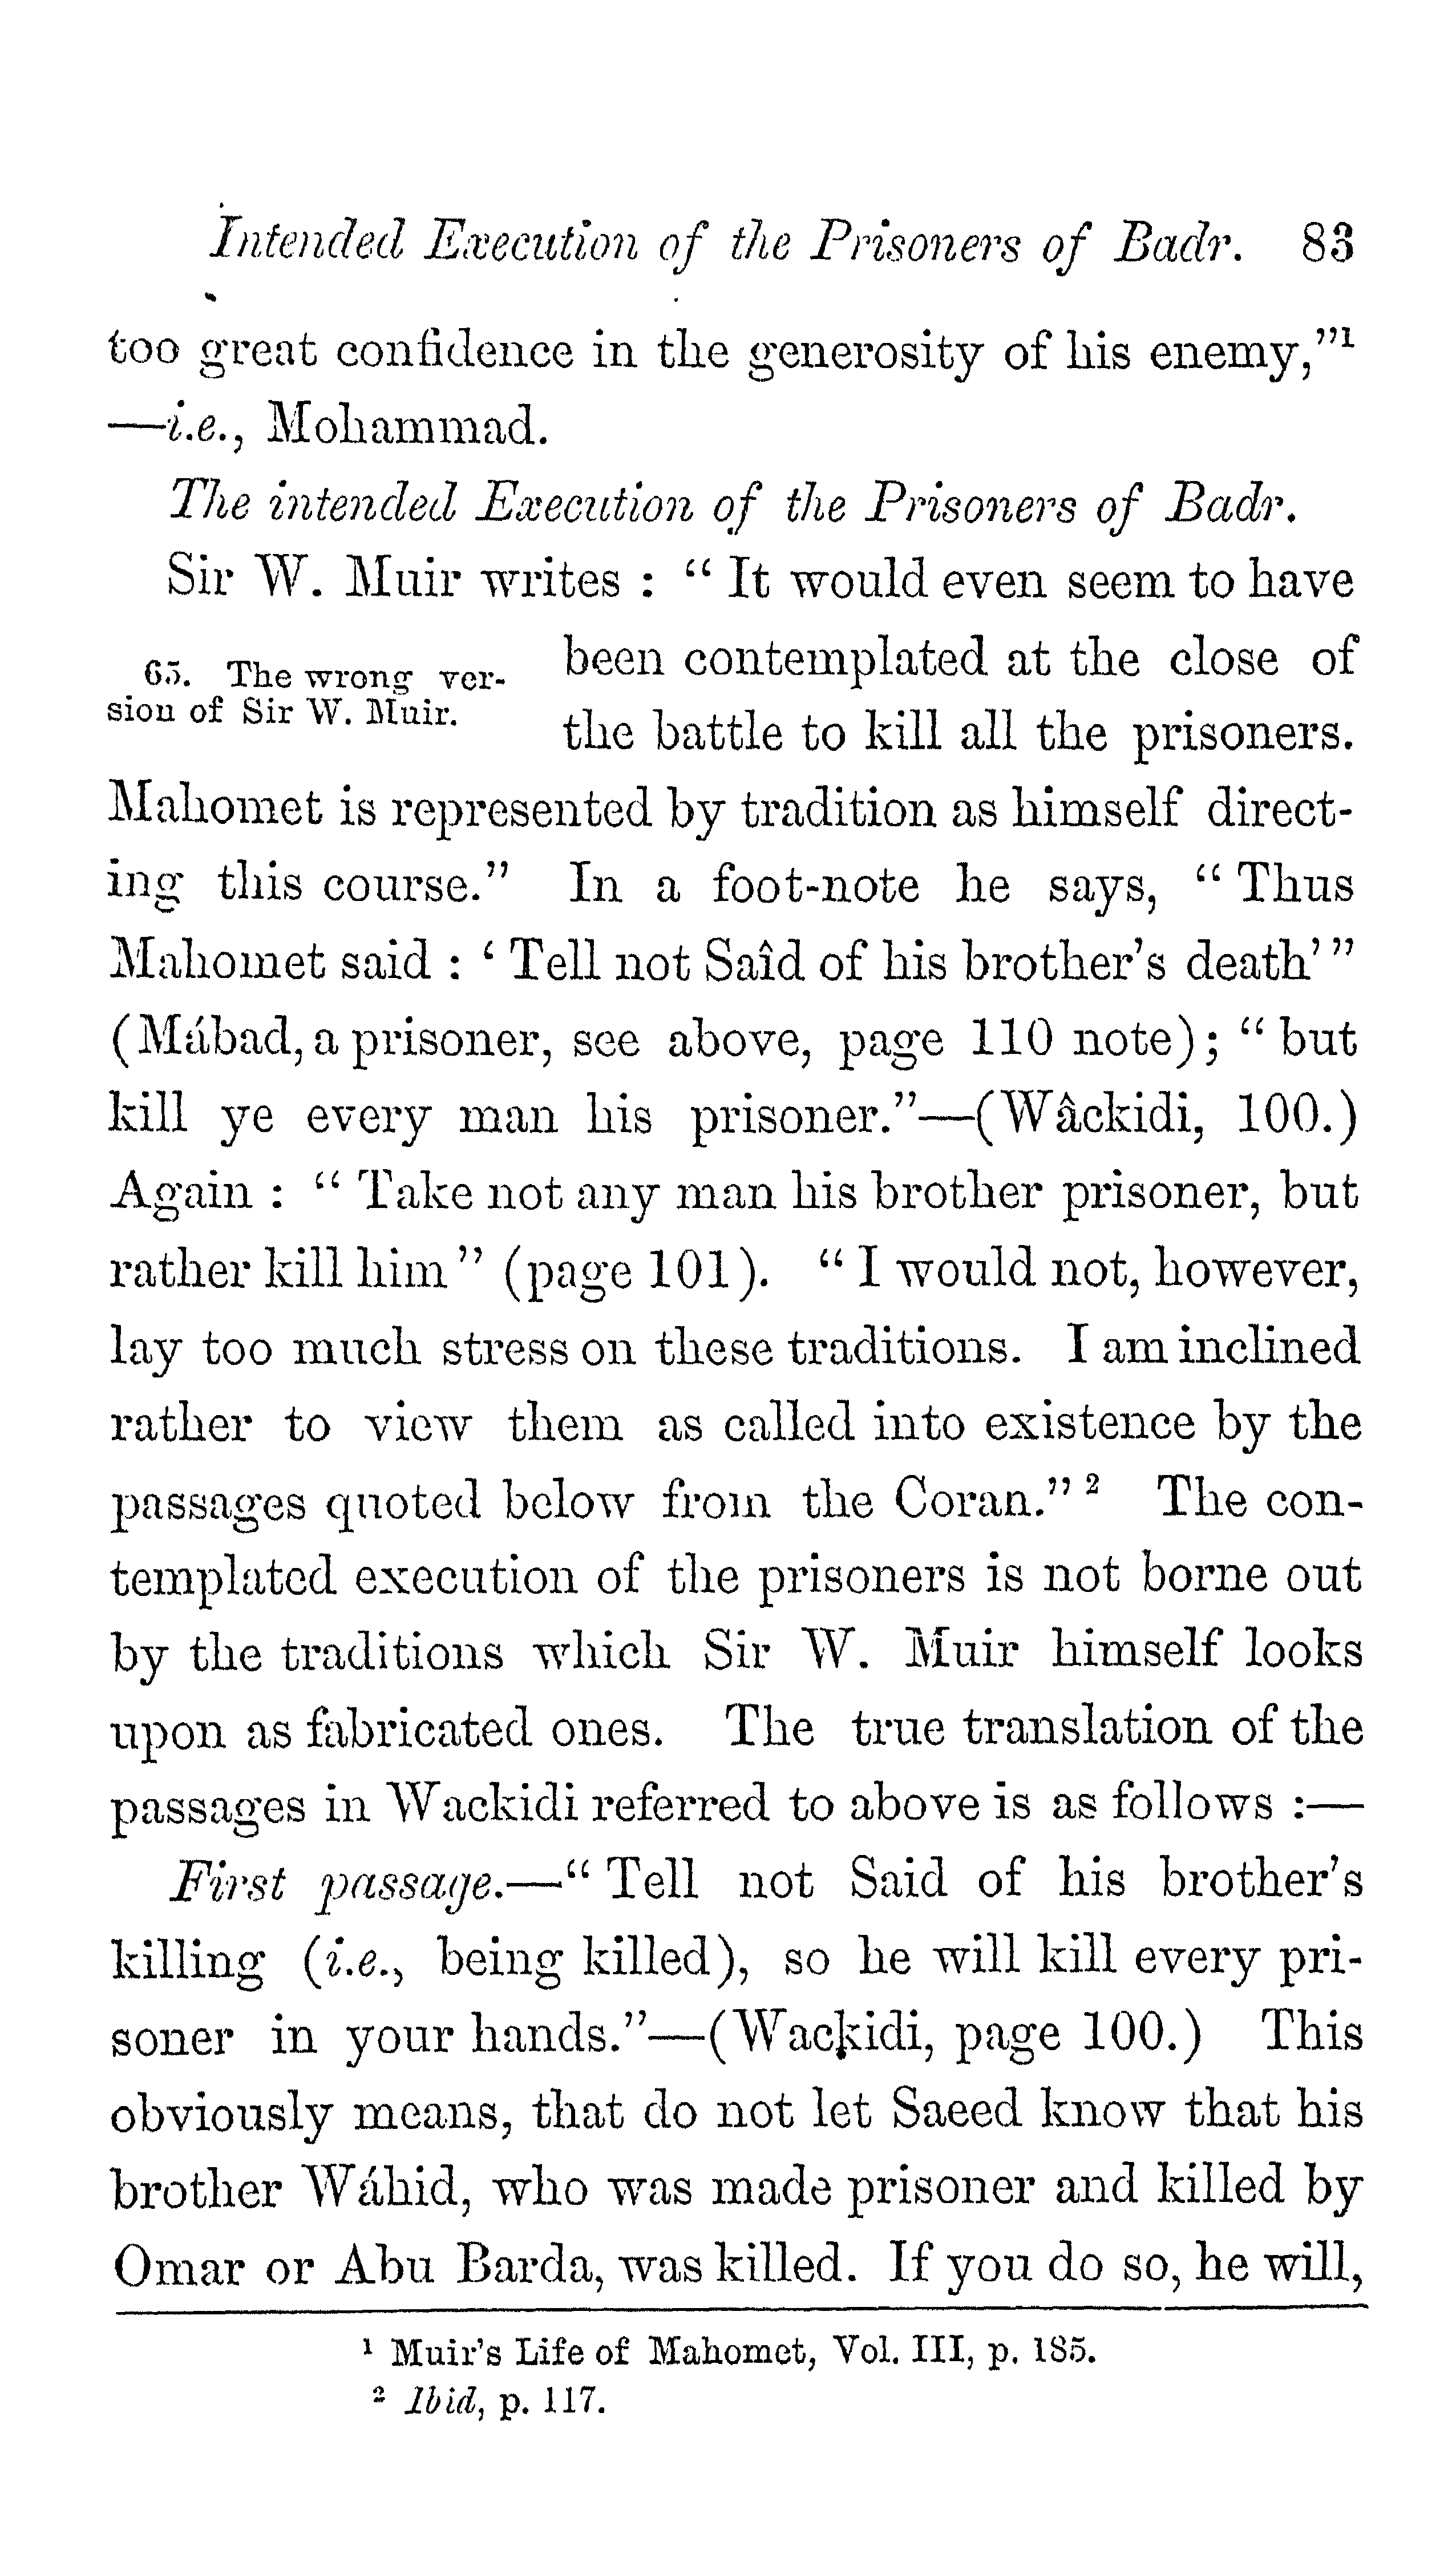 Intended Execution of the Prisoners of Badr. 83
too great confidence in the generosity of his enemy,”¹
—i.e., Mohammad.
The intended Execution of the Prisoners of Badr.
Sir W. Muir writes : “ It would even seem to have
65. The wrong ver-
sion of Sir W. Muir.
been contemplated at the close of
the battle to kill all the prisoners.
Mahomet is represented by tradition as himself direct-
ing this course.” In a foot-note he says, “ Thus
Mahomet said : ‘ Tell not Saîd of his brother’s death’ ”
(Mábad, a prisoner, see above, page 110 note) ; “ but
kill ye every man his prisoner.”—(Wâckidi, 100.)
Again : “ Take not any man his brother prisoner, but
rather kill him ” (page 101). “ I would not, however,
lay too much stress on these traditions. I am inclined
rather to view them as called into existence by the
passages quoted below from the Coran.” ² The con-
templated execution of the prisoners is not borne out
by the traditions which Sir W. Muir himself looks
upon as fabricated ones. The true translation of the
passages in Wackidi referred to above is as follows :—
First passage.—“ Tell not Said of his brother’s
killing (i.e., being killed), so he will kill every pri-
soner in your hands.”—(Wackidi, page 100.) This
obviously means, that do not let Saeed know that his
brother Wáhid, who was made prisoner and killed by
Omar or Abu Barda, was killed. If you do so, he will,
¹ Muir’s Life of Mahomet, Vol. III, p. 185.
² Ibid, p. 117.